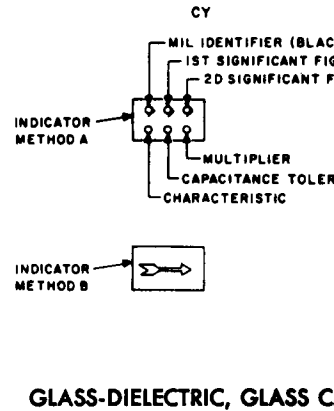 CY
MIL IDENTIFIER (BLAC
1ST SIGNIFICANT FIG
2D SIGNIFICANT F
INDICATOR
METHOD A
MULTIPLIER
CAPACITANCE TOLER
CHARACTERISTIC
INDICATOR
METHOD B
GLASS-DIELECTRIC, GLASS C